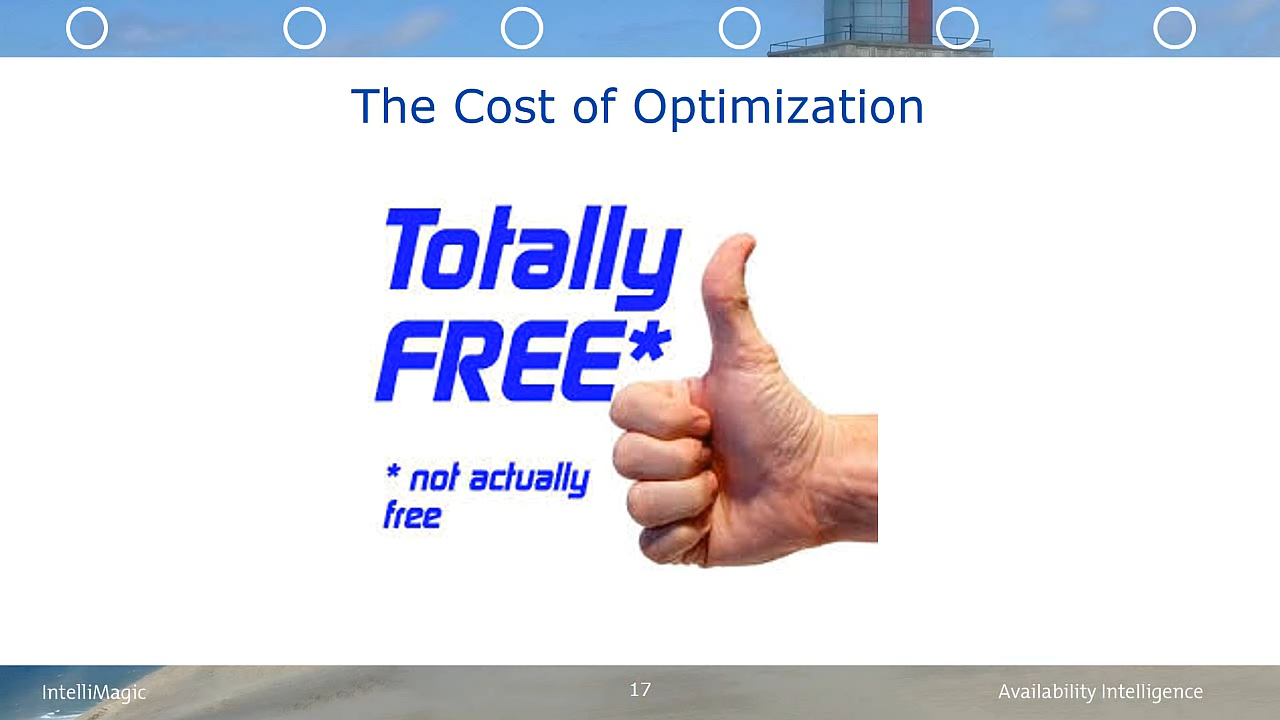 The Cost of Optimization
Totally
FREE*
* not actually
free
IntelliMagic
17
Availability Intelligence